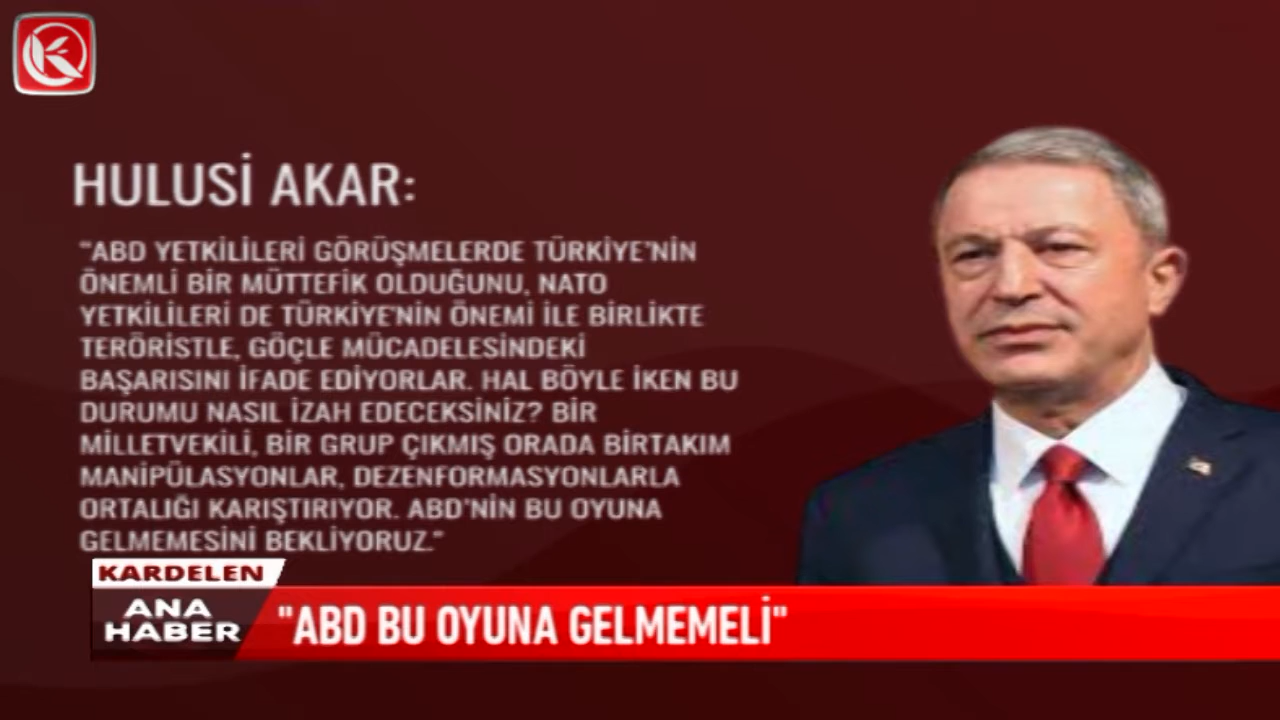 HULUSİ AKAR:
"ABD YETKİLİLERİ GÖRÜŞMELERDE TÜRKİYE'NİN
ÖNEMLİ BİR MÜTTEFİK OLDUĞUNU, NATO
YETKİLİLERİ DE TÜRKİYE'NİN ÖNEMİ İLE BİRLİKTE
TERÖRİSTLE, GÖÇLE MÜCADELESİNDEKİ
BAŞARISINI İFADE EDİYORLAR. HAL BÖYLE İKEN BU
DURUMU NASIL İZAH EDECEKSİNİZ? BİR
MİLLETVEKİLİ, BİR GRUP ÇIKMIŞ ORADA BİRTAKIM
MANİPÜLASYONLAR, DEZENFORMASYONLARLA
ORTALIĞI KARIŞTIRIYOR. ABD'NİN BU OYUNA
GELMEMESİNİ BEKLİYORUZ."
KARDELEN
ANA
HABER
"ABD BU OYUNA GELMEMELİ"